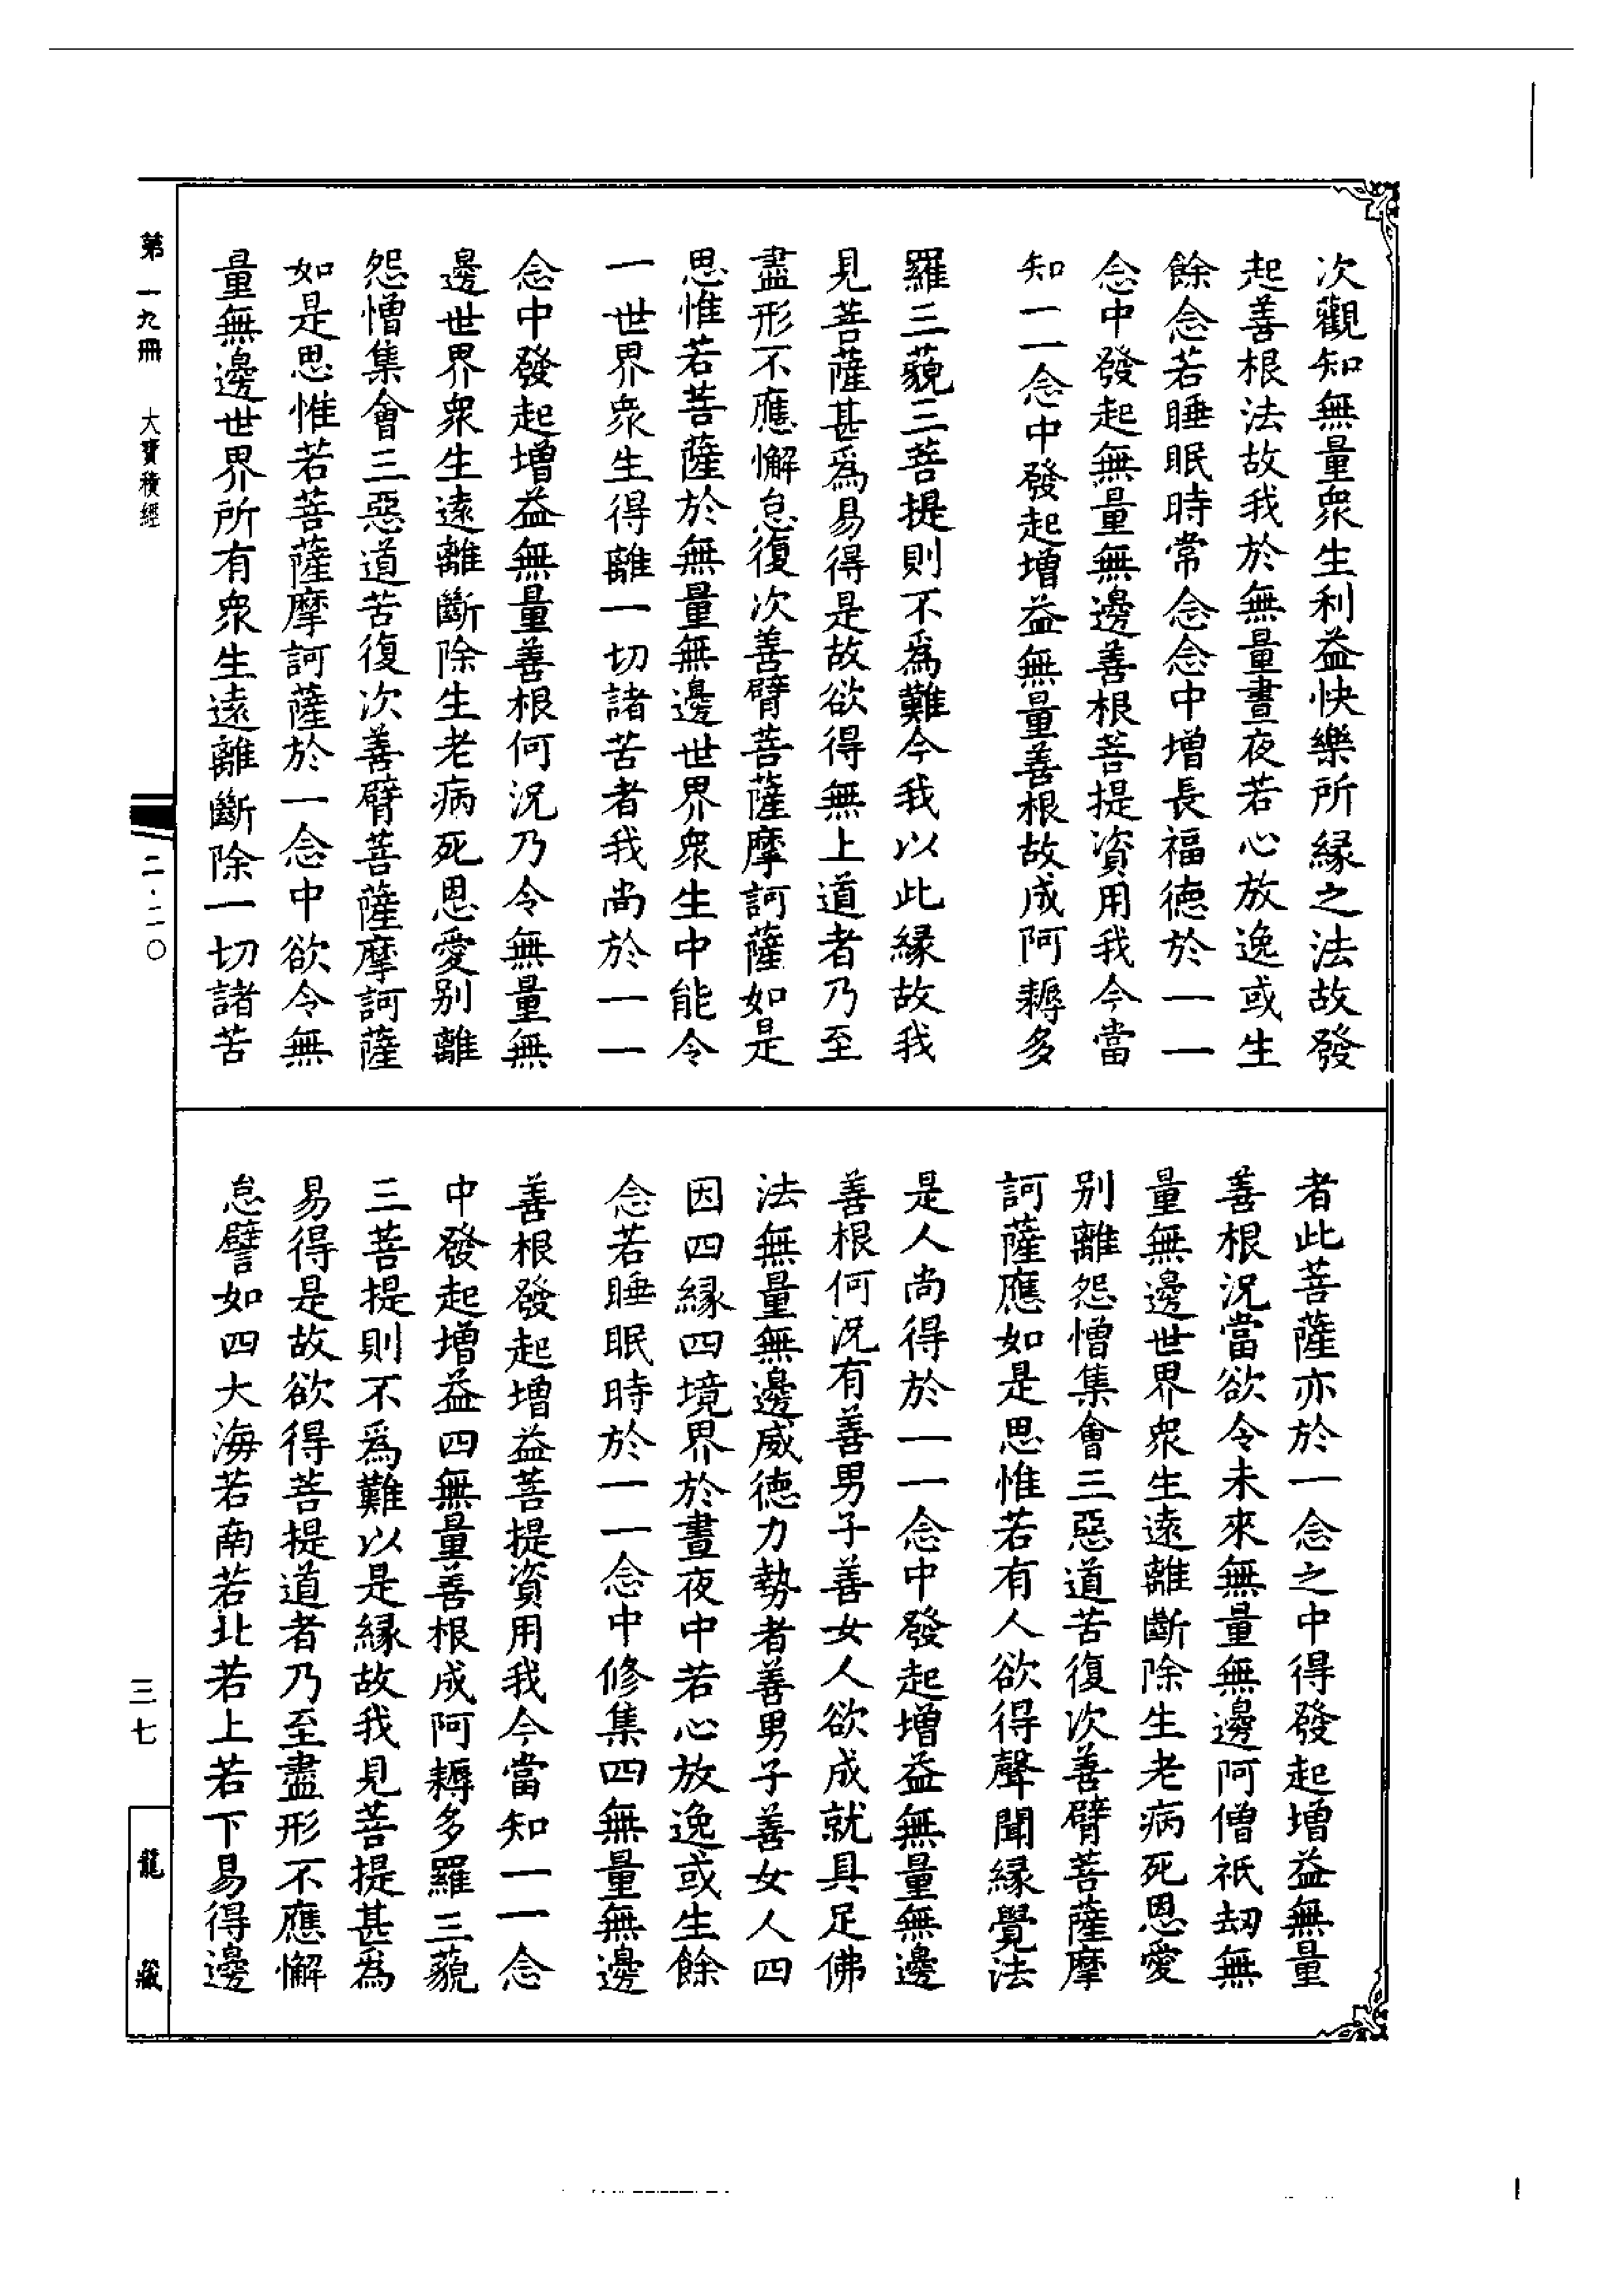 次觀知無量衆生利益快樂所縁之法故發
起善根法故我於無量晝夜若心放逸或生
餘念若睡眠時常念念中增長福德於一一
念中發起無量無邊善根菩提資用我今當
知一一念中發起增益無量善根故成阿耨多
羅三藐三菩提則不爲難今我以此縁故我
見菩薩甚爲易得是故欲得無上道者乃至
盡形不應懈怠復次善臂菩薩摩訶薩如是
思惟若菩薩於無量無邊世界衆生中能令
一世界衆生得離一切諸苦者我尚於一一
念中發起增益無量善根何況乃令無量無
邊世界衆生遠離斷除生老病死恩愛别離
怨憎集會三惡道苦復次善臂菩薩摩訶薩
如是思惟若菩薩摩訶薩於一念中欲令無
量無邊世界所有衆生遠離斷除一切諸苦
者此菩薩亦於一念之中得發起增益無量
善根況當欲令未來無量無邊阿僧祇劫無
量無邊世界衆生遠離斷除生老病死恩愛
别離怨憎集會三惡道苦復次善臂菩薩摩
訶薩應如是思惟若有人欲得聲聞縁覺法
是人尚得於一一念中發起增益無量無邊
善根何況有善男子善女人欲成就具足佛
法無量無邊威德力勢者善男子善女人四
因四縁四境界於晝夜中若心放逸或生餘
念若睡眠時於一一念中修集四無量無邊
善根發起增益菩提資用我今當知一一念
中發起增益四無量善根成阿耨多羅三藐
三菩提則不爲難以是縁故我見菩提甚爲
易得是故欲得菩提道者乃至盡形不應懈
怠譬如四大海若南若北若上若下易得邊
第一九冊 大寶積經
二·二〇
三七
龍藏